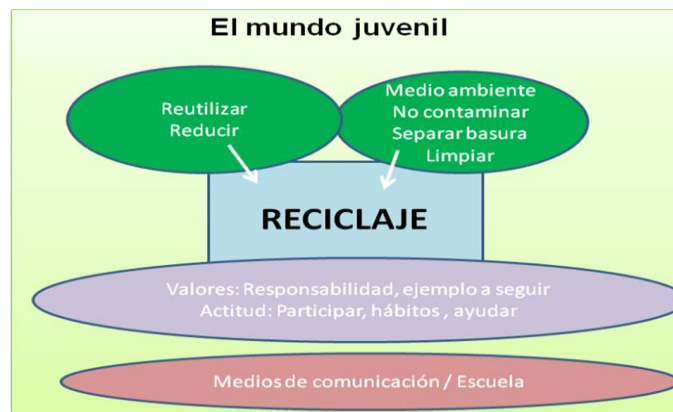 El mundo juvenil
Reutilizar
Reducir
Medio ambiente
No contaminar
Separar basura
Limpiar
RECICLAJE
Valores: Responsabilidad, ejemplo a seguir
Actitud: Participar, hábitos , ayudar
Medios de comunicación / Escuela